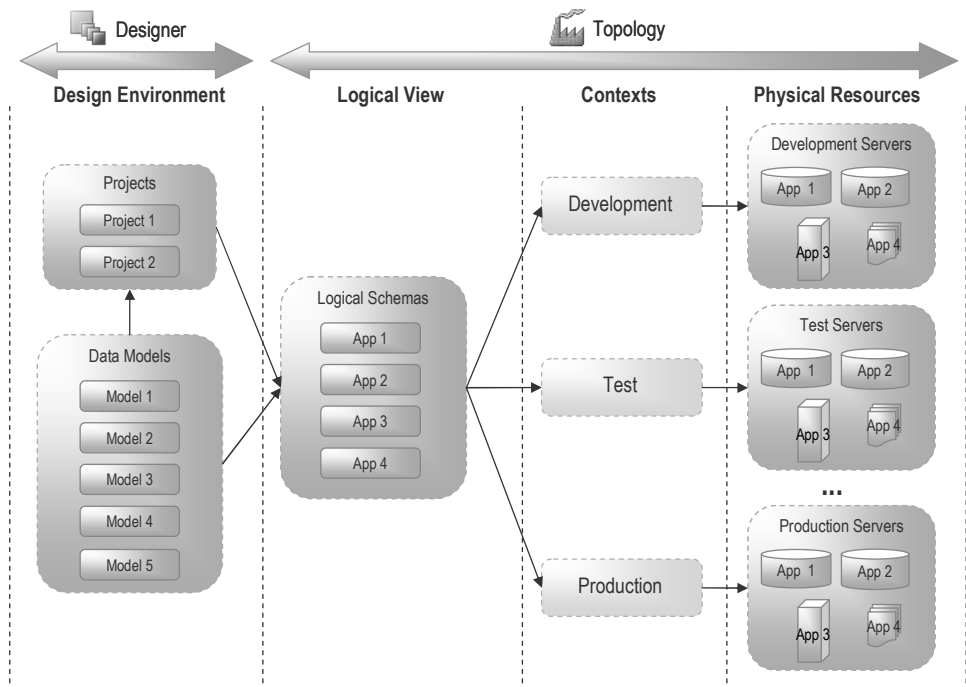 Designer
Topology
Design Environment
Logical View
Contexts
Physical Resources
Projects
Project 1
Project 2
Data Models
Model 1
Model 2
Model 3
Model 4
Model 5
Logical Schemas
App 1
App 2
App 3
App 4
Development
Test
Production
Development Servers
App 1
App 2
App 3
App 4
Test Servers
App 1
App 2
App 3
App 4
...
Production Servers
App 1
App 2
App 3
App 4